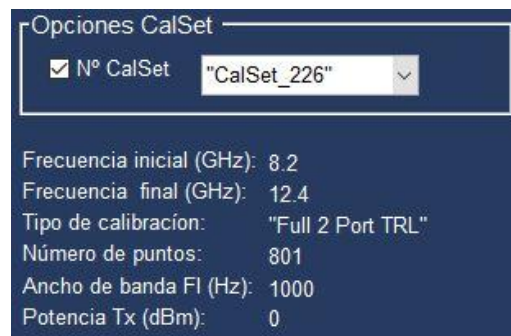 Opciones CalSet
Nº CalSet "CalSet_226"
Frecuencia inicial (GHz): 8.2
Frecuencia final (GHz): 12.4
Tipo de calibracíon: "Full 2 Port TRL"
Número de puntos: 801
Ancho de banda FI (Hz): 1000
Potencia Tx (dBm): 0